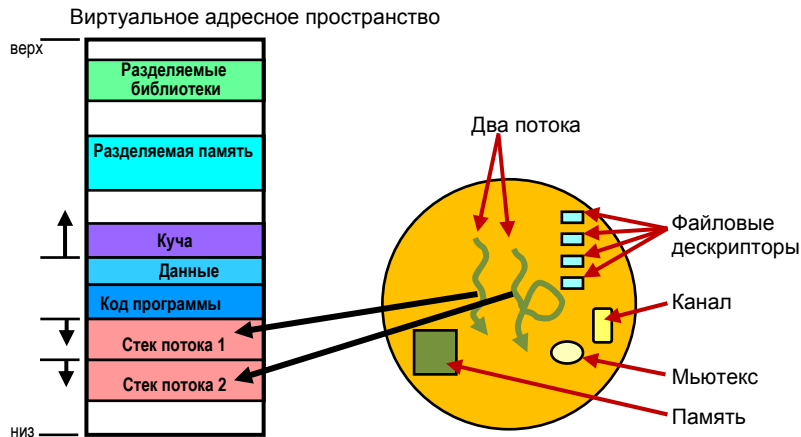 Виртуальное адресное пространство
верх
Разделяемые
библиотеки
Разделяемая память
Куча
Данные
Код программы
Стек потока 1
Стек потока 2
низ
Два потока
Файловые
дескрипторы
Канал
Мьютекс
Память